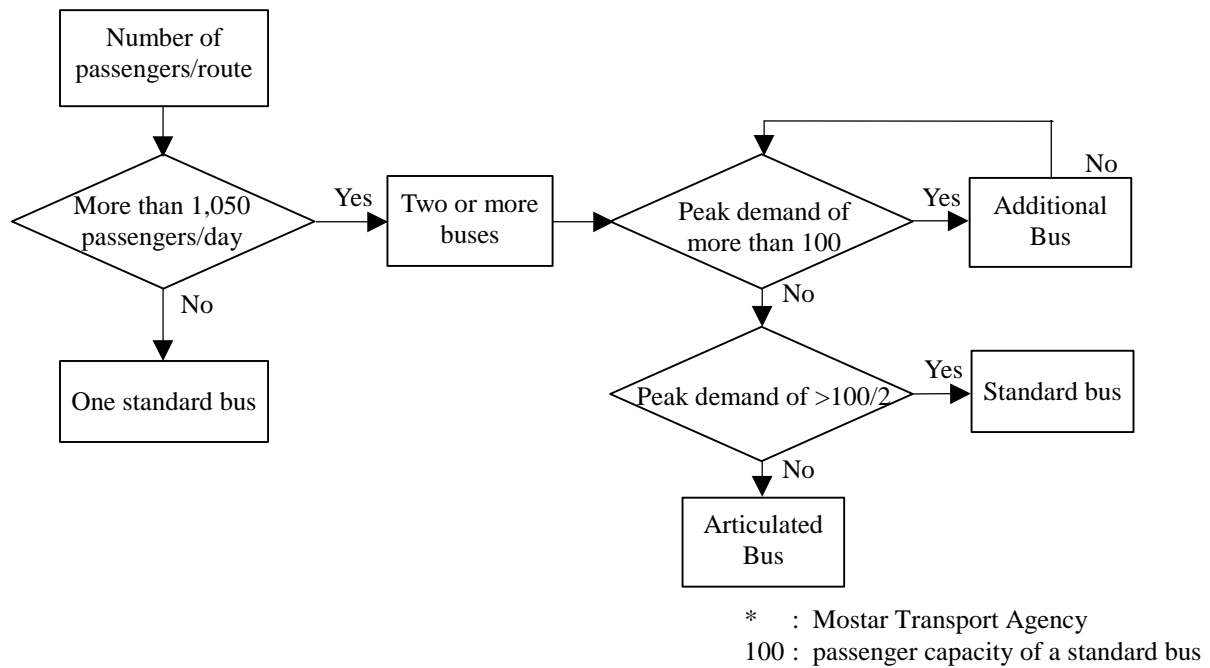 Number of
passengers/route
More than 1,050
passengers/day
Yes
No
One standard bus
Two or more
buses
Peak demand of
more than 100
Yes
No
Additional
Bus
No
Peak demand of >100/2
Yes
Standard bus
No
Articulated
Bus
* : Mostar Transport Agency
100 : passenger capacity of a standard bus